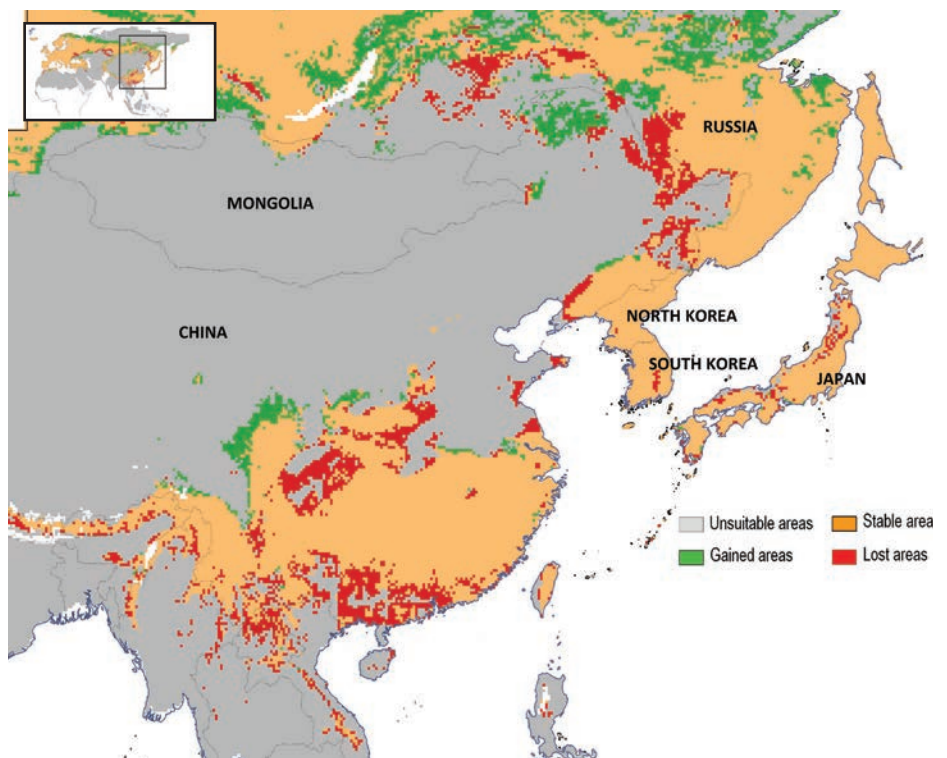 RUSSIA
MONGOLIA
CHINA
NORTH KOREA
SOUTH KOREA
JAPAN
Unsuitable areas
Stable area
Gained areas
Lost areas